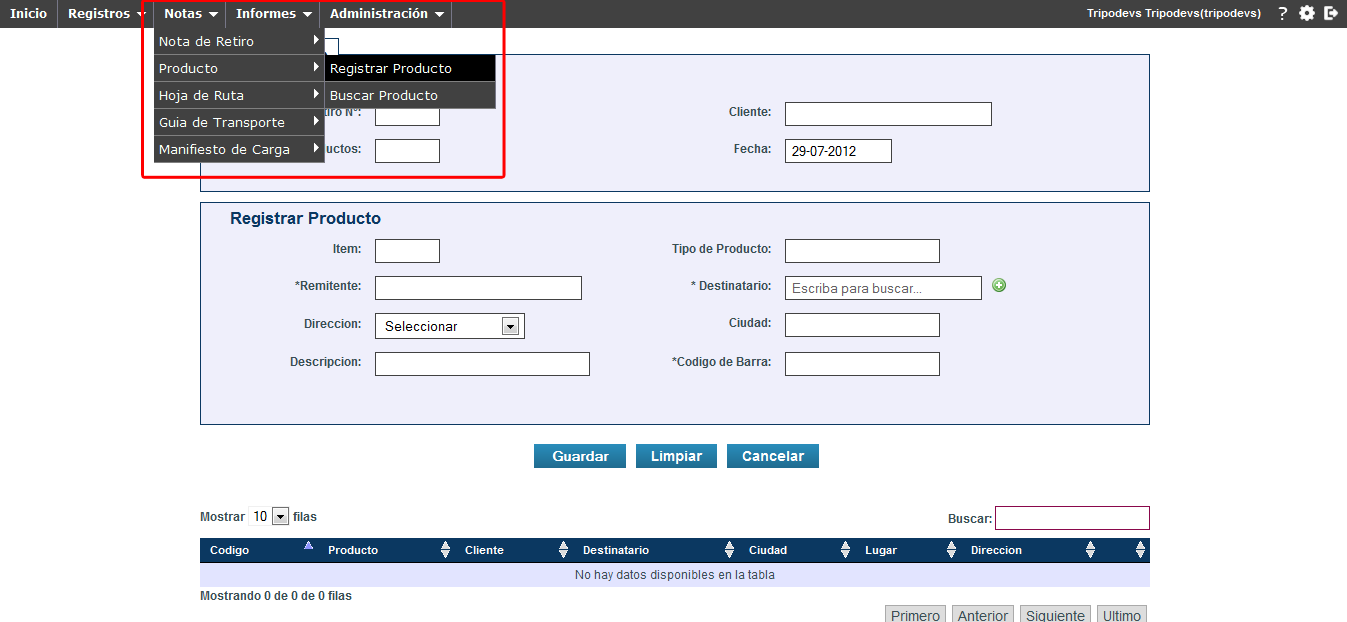 Inicio Registros Notas Informes Administración Tripodevs Tripodevs(tripodevs) ?
Nota de Retiro
Producto Registrar Producto
Hoja de Ruta Buscar Producto
Guia de Transporte N°: Cliente:
Manifiesto de Carga Fecha: 29-07-2012
Registrar Producto
Item: Tipo de Producto:
*Remitente: * Destinatario: Escriba para buscar...
Direccion: Seleccionar Ciudad:
Descripcion: *Codigo de Barra:
Guardar Limpiar Cancelar
Mostrar 10 filas Buscar:
Codigo Producto Cliente Destinatario Ciudad Lugar Direccion
No hay datos disponibles en la tabla
Mostrando 0 de 0 de 0 filas
Primero Anterior Siguiente Ultimo